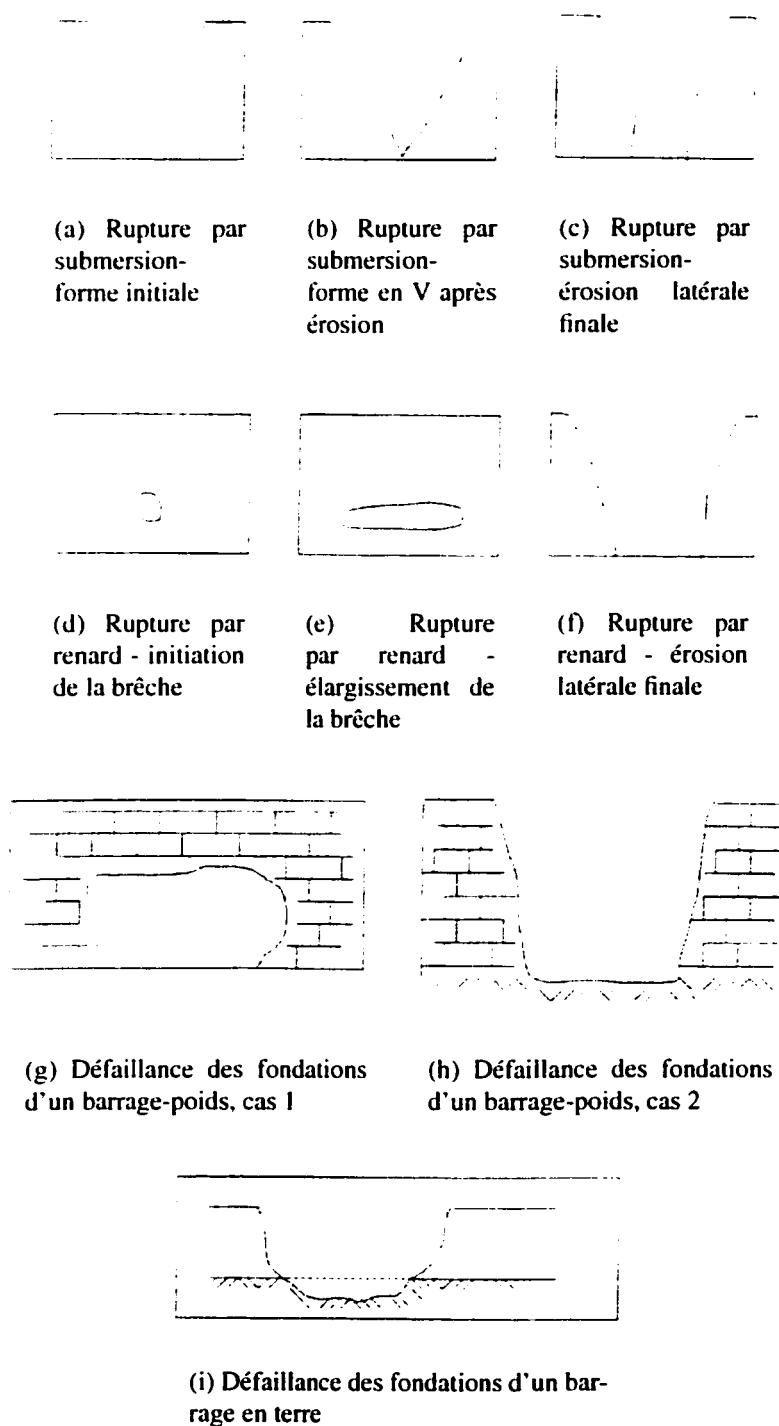 (a) Rupture par
submersion-
forme initiale
(b) Rupture par
submersion-
forme en V après
érosion
(c) Rupture par
submersion-
érosion latérale
finale
(d) Rupture par
renard - initiation
de la brêche
(e) Rupture
par renard -
élargissement de
la brêche
(f) Rupture par
renard - érosion
latérale finale
(g) Défaillance des fondations
d'un barrage-poids, cas 1
(h) Défaillance des fondations
d'un barrage-poids, cas 2
(i) Défaillance des fondations d'un bar-
rage en terre